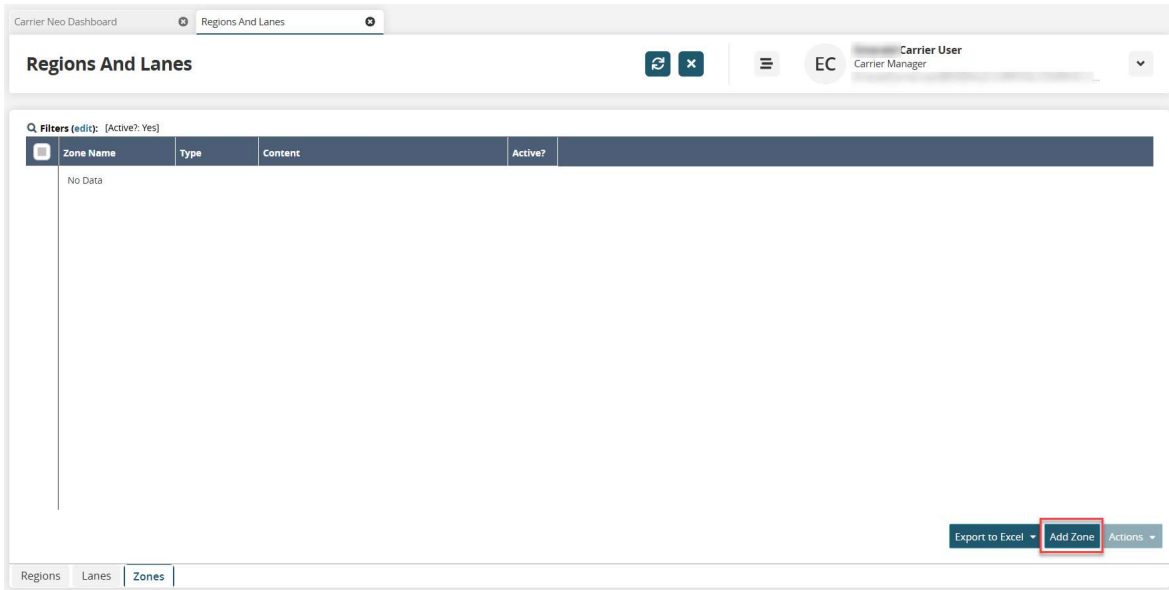 Carrier Neo Dashboard Regions And Lanes
Regions And Lanes
EC
Carrier User
Carrier Manager
Filters (edit): [Active?: Yes]
Zone Name Type Content Active?
No Data
Export to Excel Add Zone Actions
Regions Lanes Zones